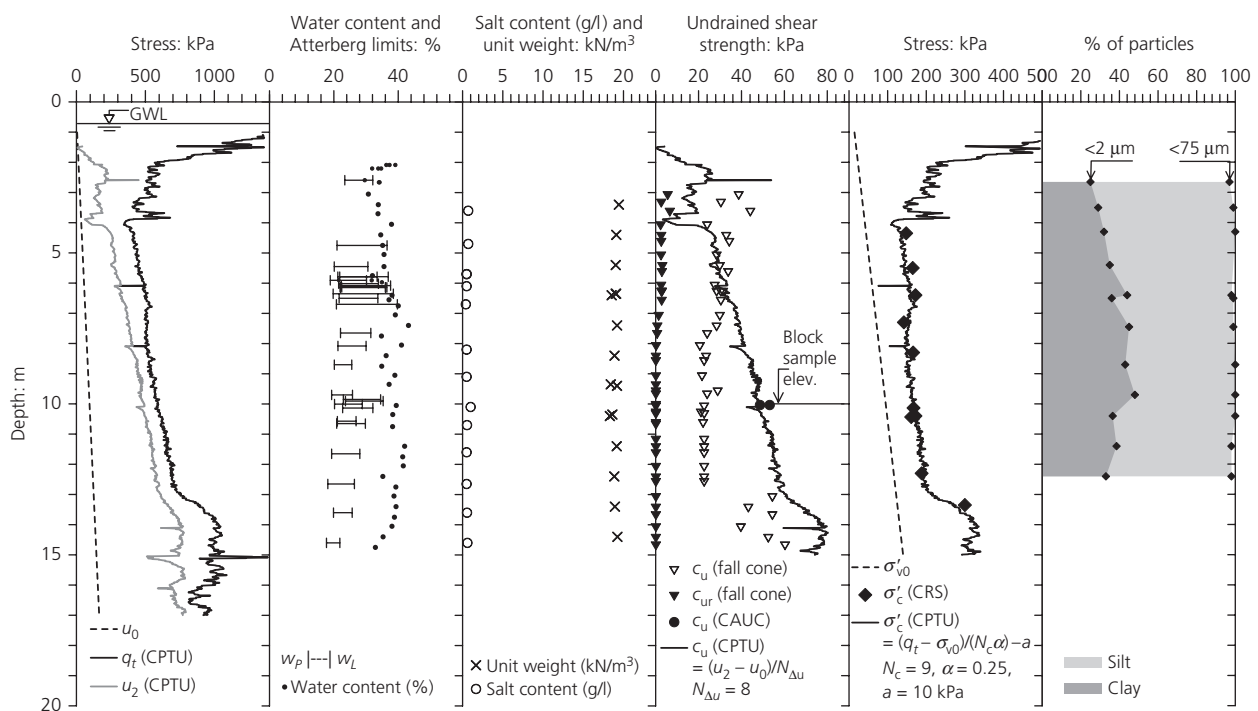 Stress: kPa
0 500 1000
Water content and
Atterberg limits: %
0 20 40 60
Salt content (g/l) and
unit weight: kN/m³
0 5 10 15 20
Undrained shear
strength: kPa
0 20 40 60 80
Stress: kPa
0 100 200 300 400 500
% of particles
0 20 40 60 80 100
Depth: m
0
5
10
15
20
GWL
Block
sample
elev.
<2 μm
<75 μm
u0
qt (CPTU)
u2 (CPTU)
wP |---| wL
Water content (%)
Unit weight (kN/m³)
Salt content (g/l)
cu (fall cone)
cur (fall cone)
cu (CAUC)
cu (CPTU)
= (u2 – u0)/NΔu
NΔu = 8
σ′v0
σ′c (CRS)
σ′c (CPTU)
= (qt – σv0)/(Ncα)–a
Nc = 9, α = 0.25,
a = 10 kPa
Silt
Clay